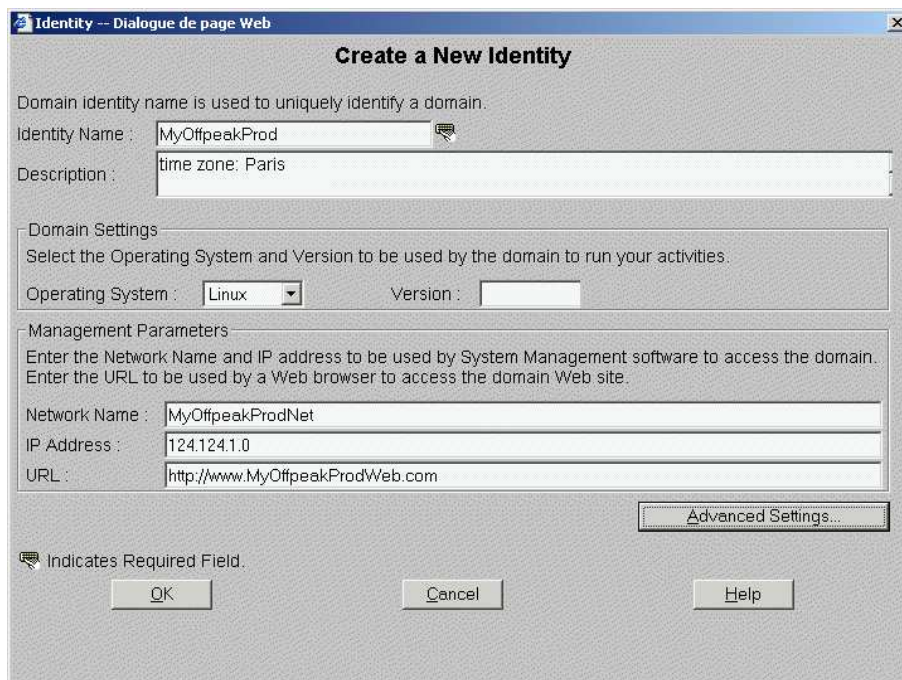 Identity -- Dialogue de page Web
Create a New Identity
Domain identity name is used to uniquely identify a domain.
Identity Name : MyOffpeakProd
Description : time zone: Paris
Domain Settings
Select the Operating System and Version to be used by the domain to run your activities.
Operating System : Linux Version :
Management Parameters
Enter the Network Name and IP address to be used by System Management software to access the domain.
Enter the URL to be used by a Web browser to access the domain Web site.
Network Name : MyOffpeakProdNet
IP Address : 124.124.1.0
URL : http://www.MyOffpeakProdWeb.com
Advanced Settings...
Indicates Required Field.
OK Cancel Help